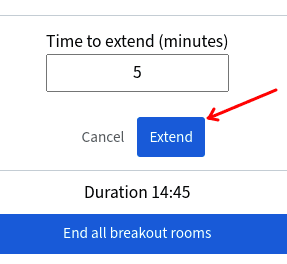 Time to extend (minutes)
5
Cancel Extend
Duration 14:45
End all breakout rooms